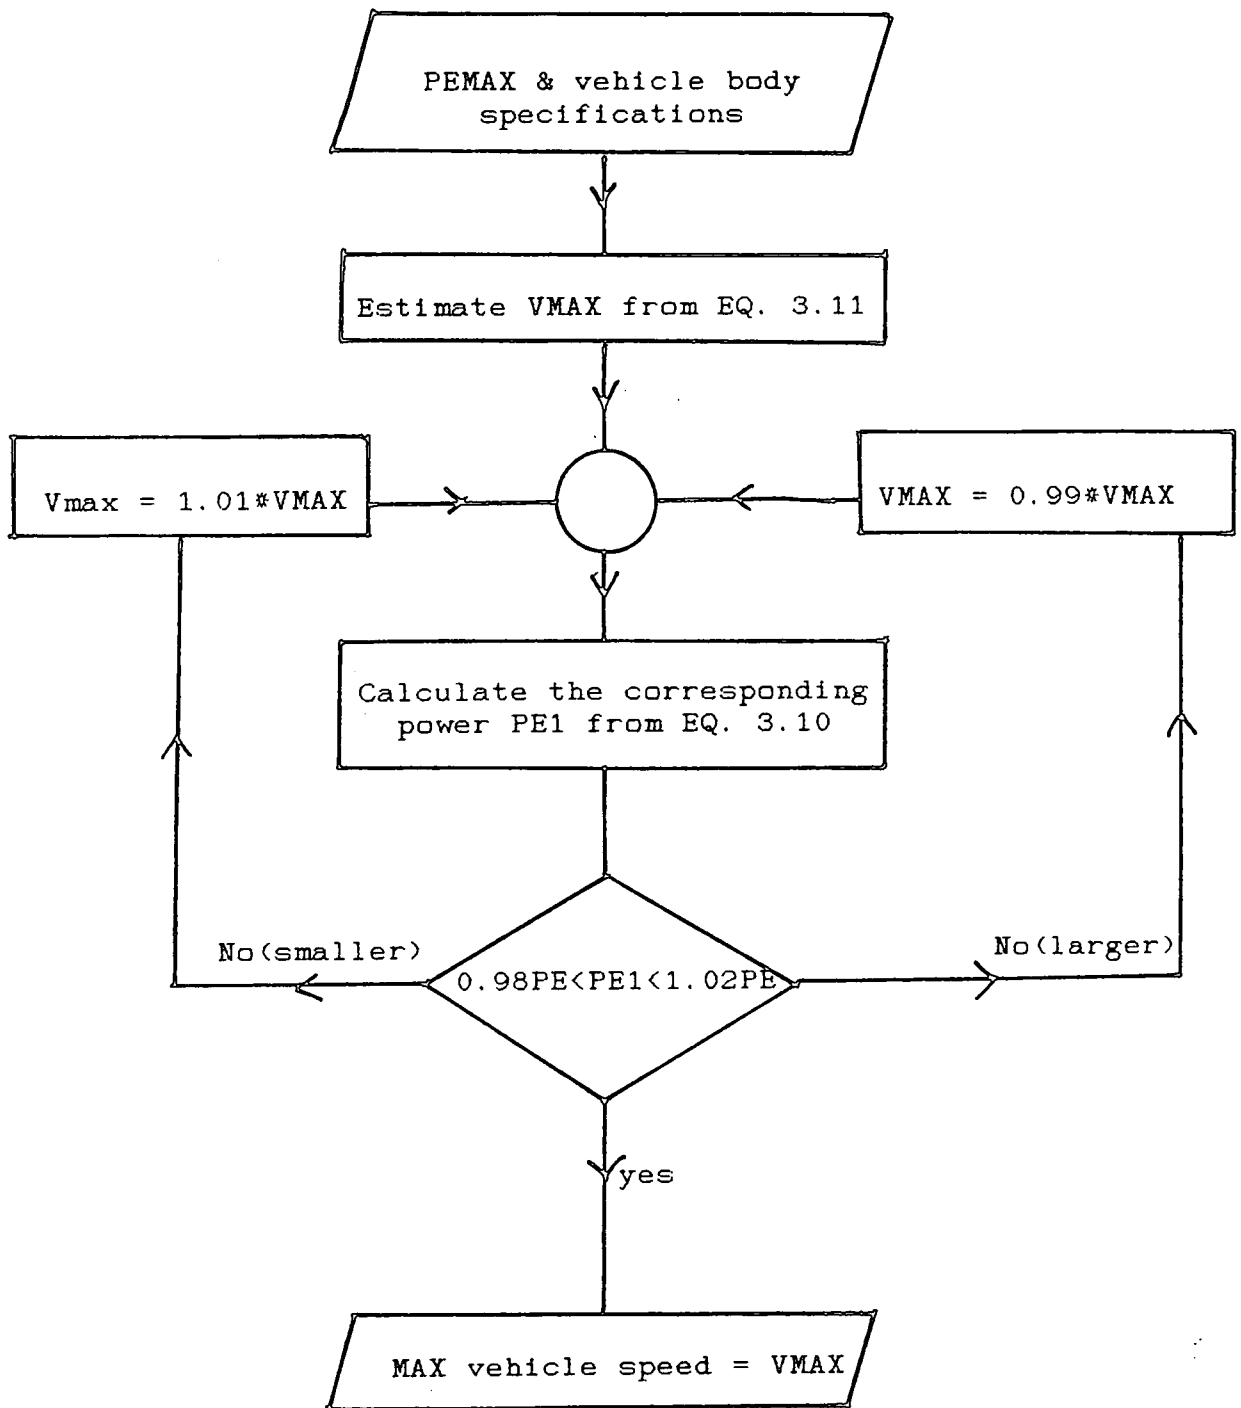 PEMAX & vehicle body
specifications
Estimate VMAX from EQ. 3.11
Vmax = 1.01*VMAX
VMAX = 0.99*VMAX
Calculate the corresponding
power PE1 from EQ. 3.10
No(smaller)
No(larger)
0.98PE<PE1<1.02PE
yes
MAX vehicle speed = VMAX